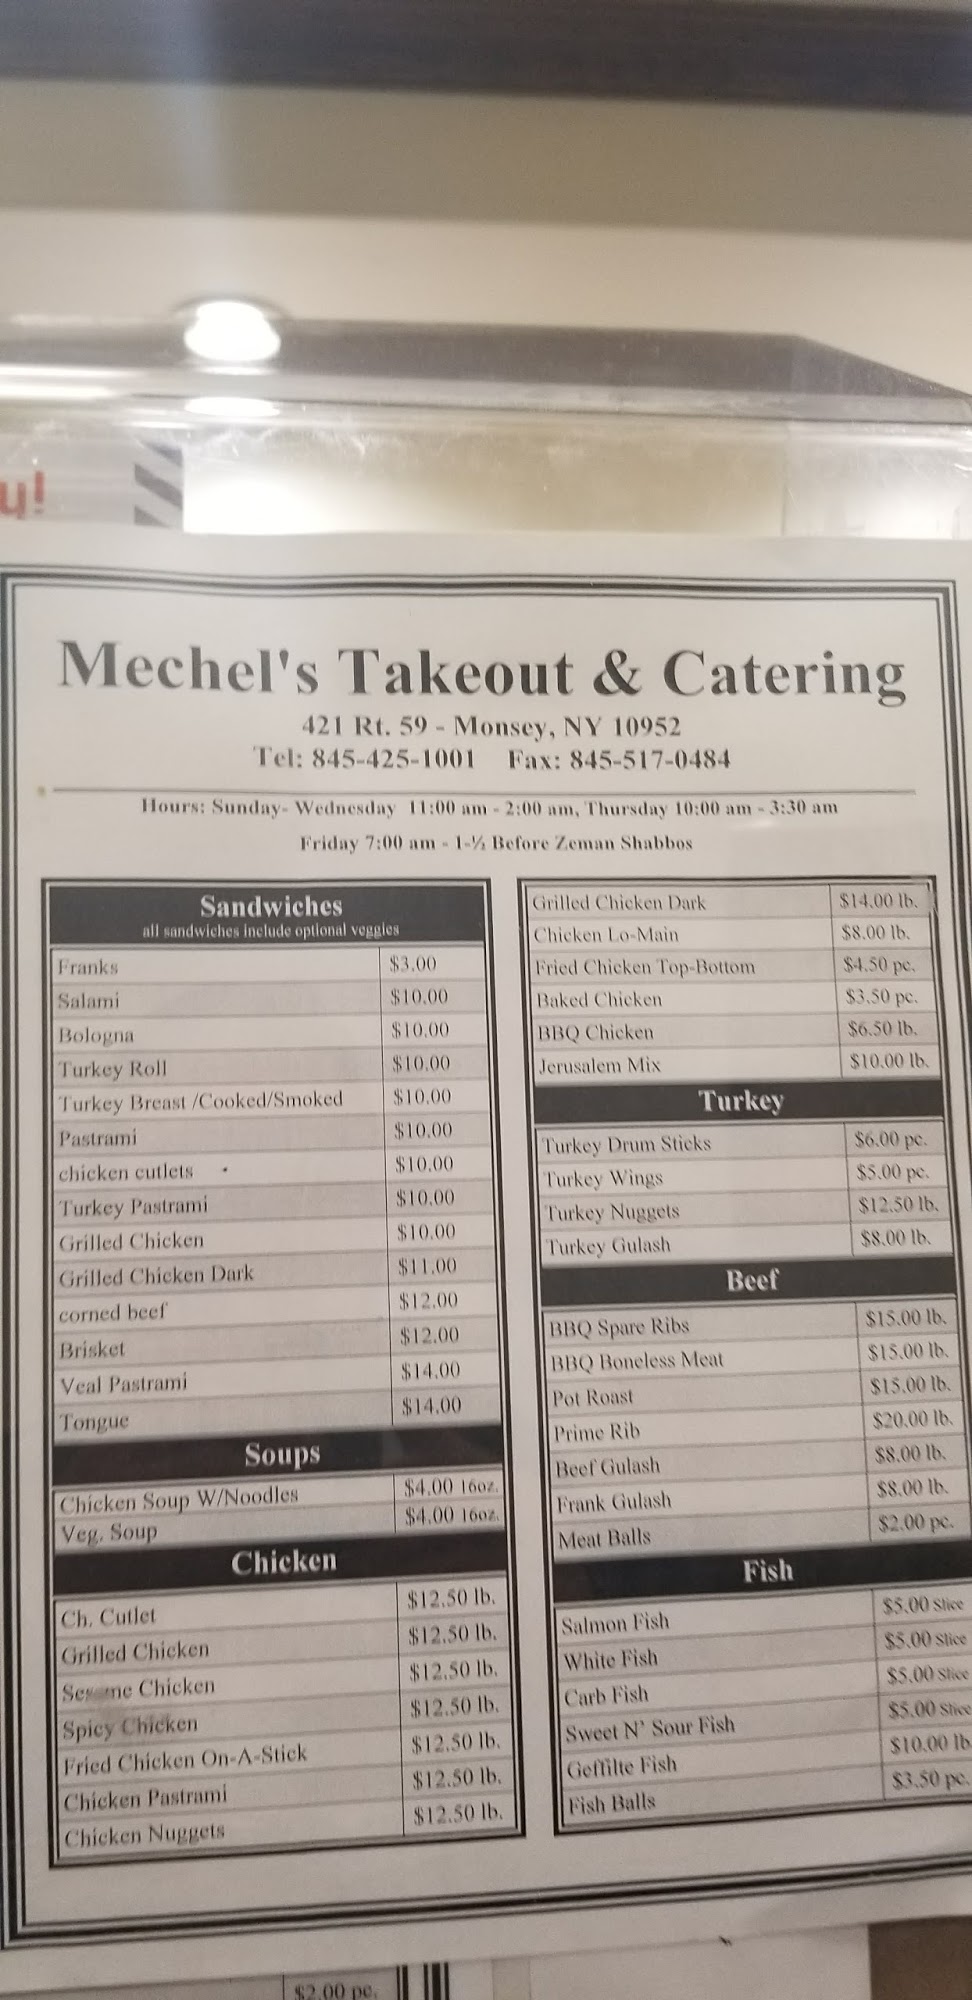 y!
Mechel's Takeout & Catering
421 Rt. 59 - Monsey, NY 10952
Tel: 845-425-1001 Fax: 845-517-0484
Hours: Sunday- Wednesday 11:00 am - 2:00 am, Thursday 10:00 am - 3:30 am
Friday 7:00 am - 1-½ Before Zeman Shabbos
Sandwiches
all sandwiches include optional veggies
Franks $3.00
Salami $10.00
Bologna $10.00
Turkey Roll $10.00
Turkey Breast /Cooked/Smoked $10.00
Pastrami $10.00
chicken cutlets $10.00
Turkey Pastrami $10.00
Grilled Chicken $10.00
Grilled Chicken Dark $11.00
corned beef $12.00
Brisket $12.00
Veal Pastrami $14.00
Tongue $14.00
Soups
Chicken Soup W/Noodles $4.00 16oz.
Veg. Soup $4.00 16oz.
Chicken
Ch. Cutlet $12.50 lb.
Grilled Chicken $12.50 lb.
Sesame Chicken $12.50 lb.
Spicy Chicken $12.50 lb.
Fried Chicken On-A-Stick $12.50 lb.
Chicken Pastrami $12.50 lb.
Chicken Nuggets $12.50 lb.
Grilled Chicken Dark $14.00 lb.
Chicken Lo-Main $8.00 lb.
Fried Chicken Top-Bottom $4.50 pc.
Baked Chicken $3.50 pc.
BBQ Chicken $6.50 lb.
Jerusalem Mix $10.00 lb.
Turkey
Turkey Drum Sticks $6.00 pc.
Turkey Wings $5.00 pc.
Turkey Nuggets $12.50 lb.
Turkey Gulash $8.00 lb.
Beef
BBQ Spare Ribs $15.00 lb.
BBQ Boneless Meat $15.00 lb.
Pot Roast $15.00 lb.
Prime Rib $20.00 lb.
Beef Gulash $8.00 lb.
Frank Gulash $8.00 lb.
Meat Balls $2.00 pc.
Fish
Salmon Fish $5.00 Slice
White Fish $5.00 Slice
Carb Fish $5.00 Slice
Sweet N' Sour Fish $5.00 Slice
Geffilte Fish $10.00 lb
Fish Balls $3.50 pc.
$2.00 pc.